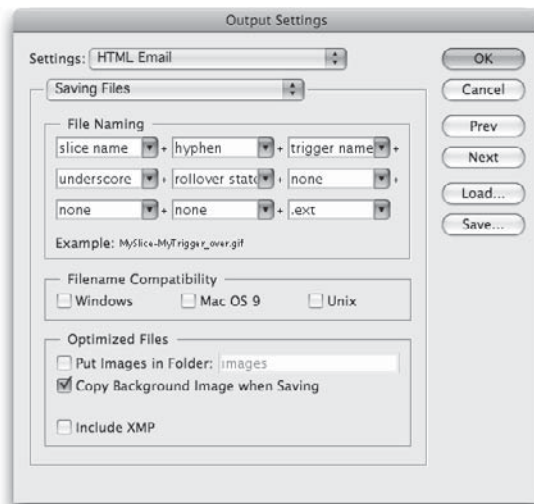 Output Settings
Settings: HTML Email
OK
Saving Files
Cancel
File Naming
Prev
slice name + hyphen + trigger name +
Next
underscore + rollover state + none +
Load...
none + none + .ext
Save...
Example: MySlice-MyTrigger_over.gif
Filename Compatibility
Windows Mac OS 9 Unix
Optimized Files
Put Images in Folder: images
Copy Background Image when Saving
Include XMP